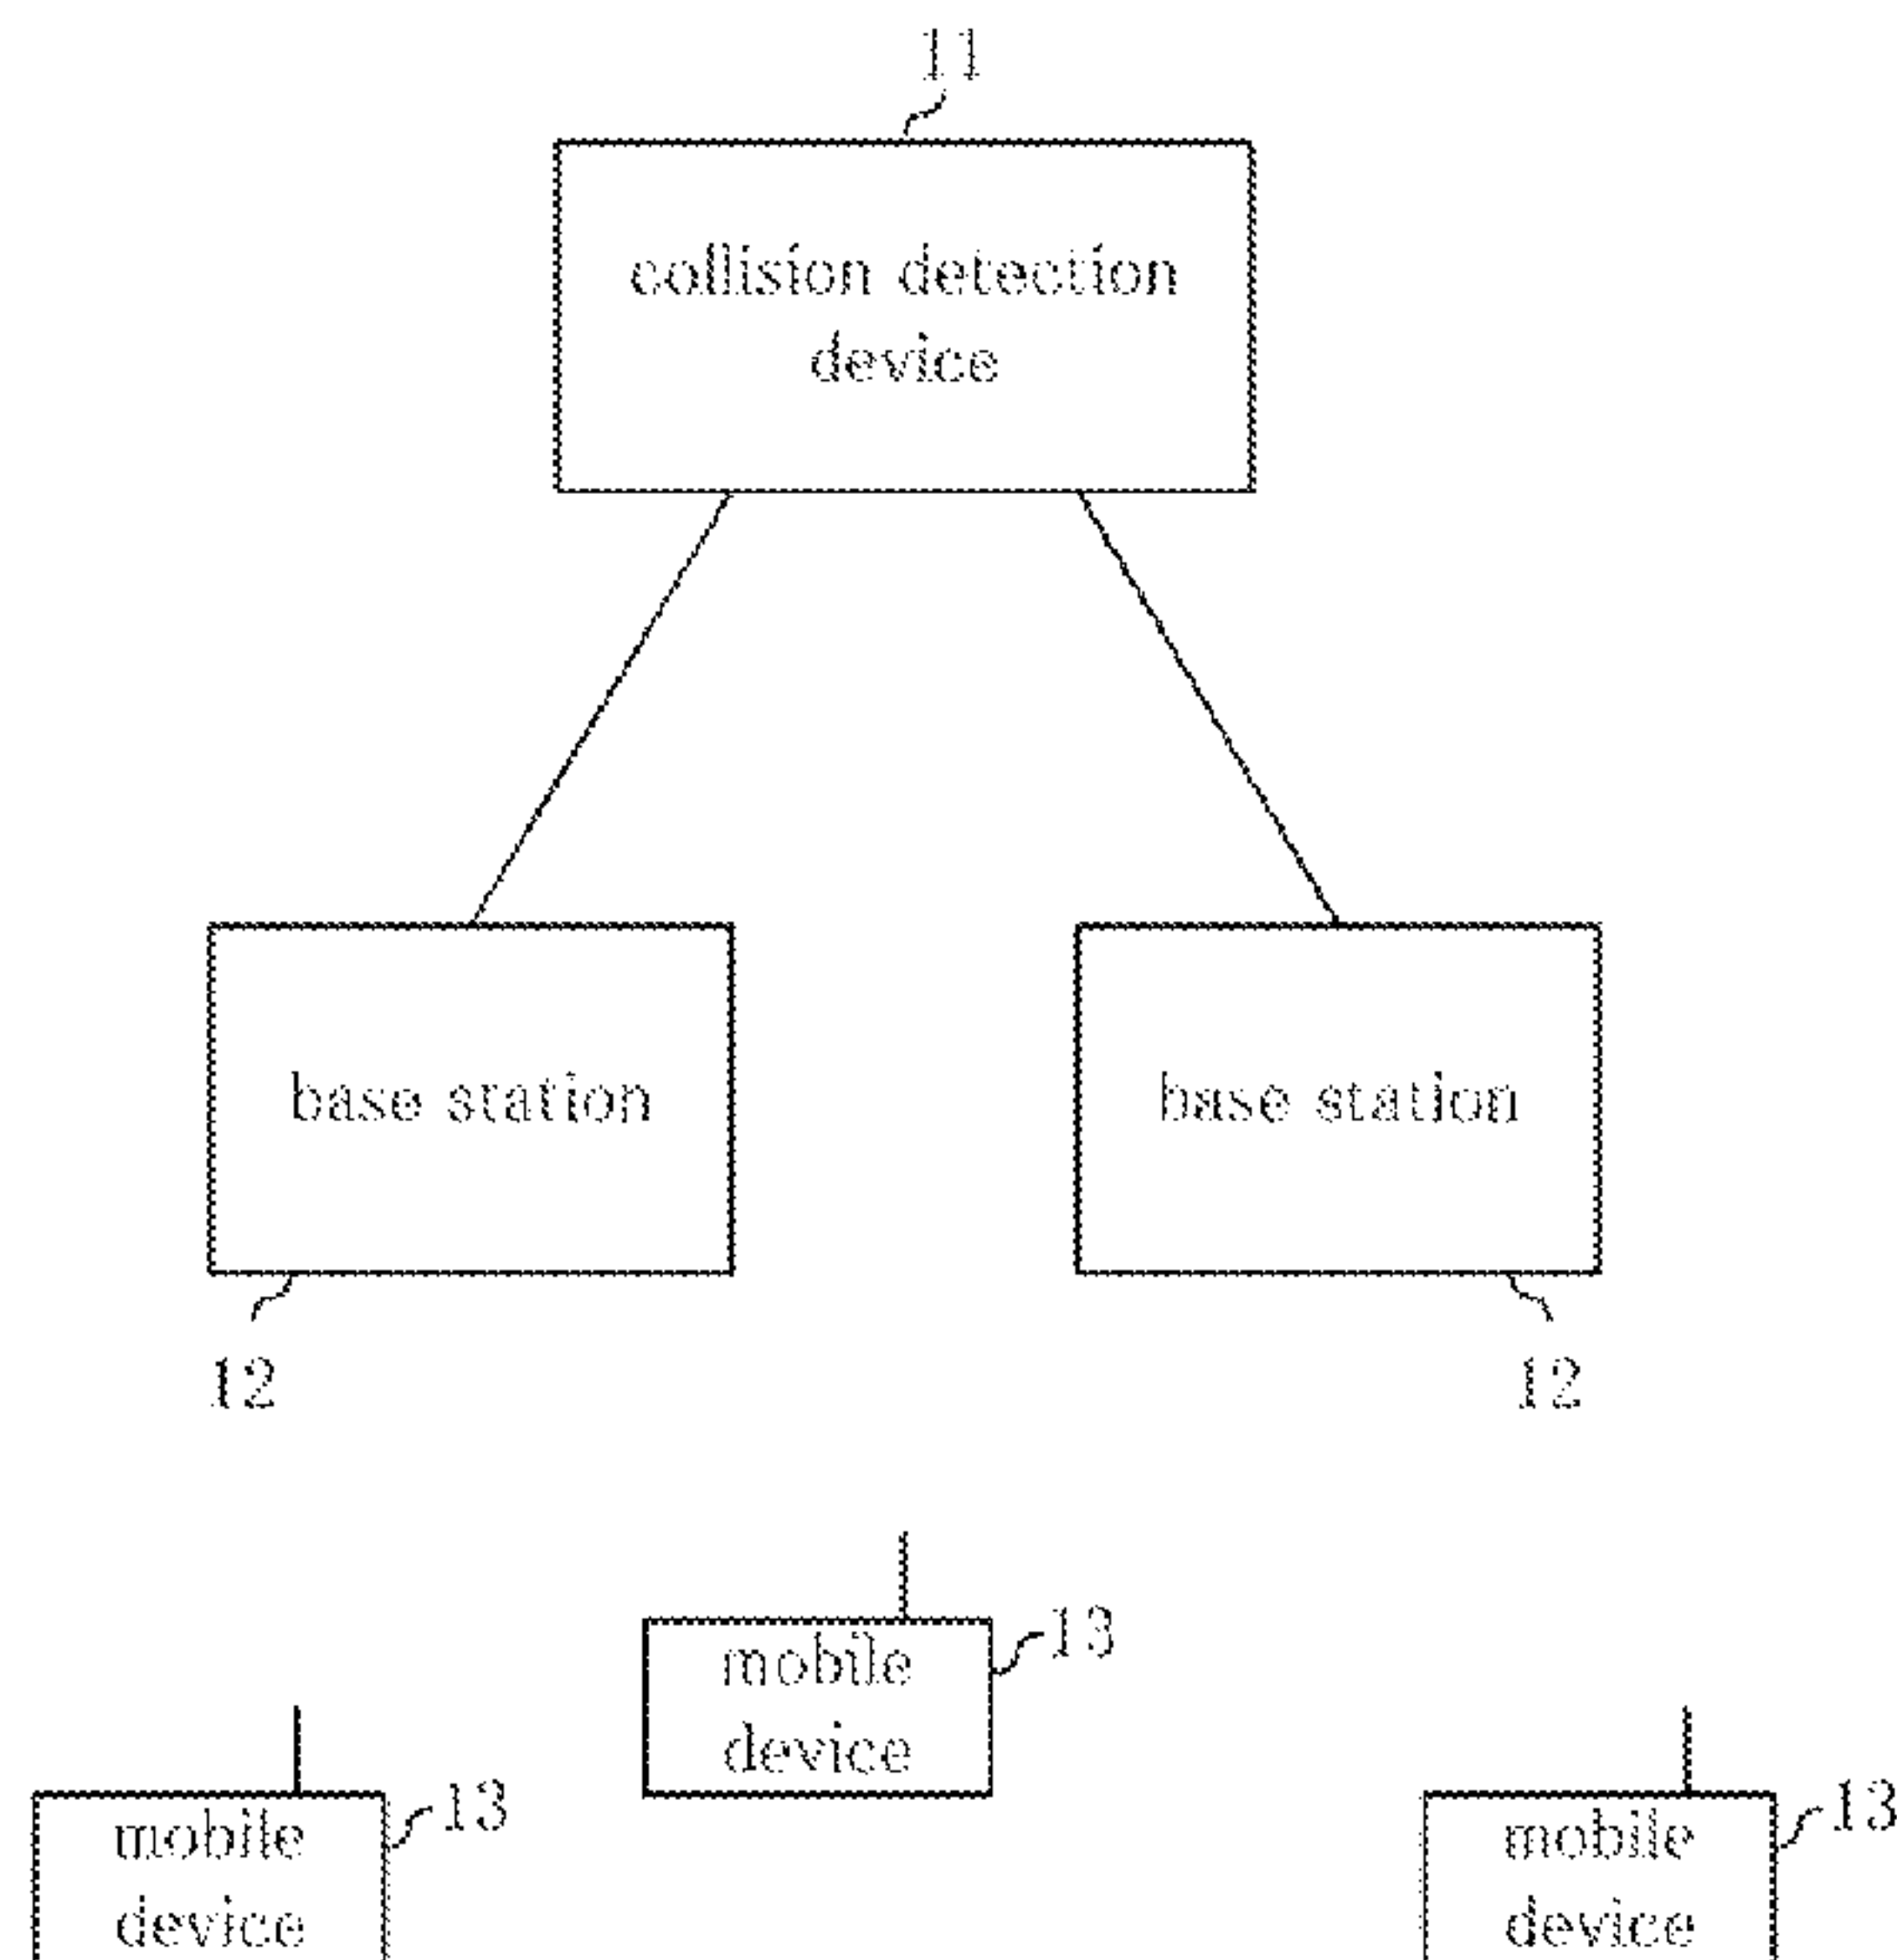 11
collision detection
device
base station
base station
12
12
mobile
device
13
mobile
device
13
mobile
device
13